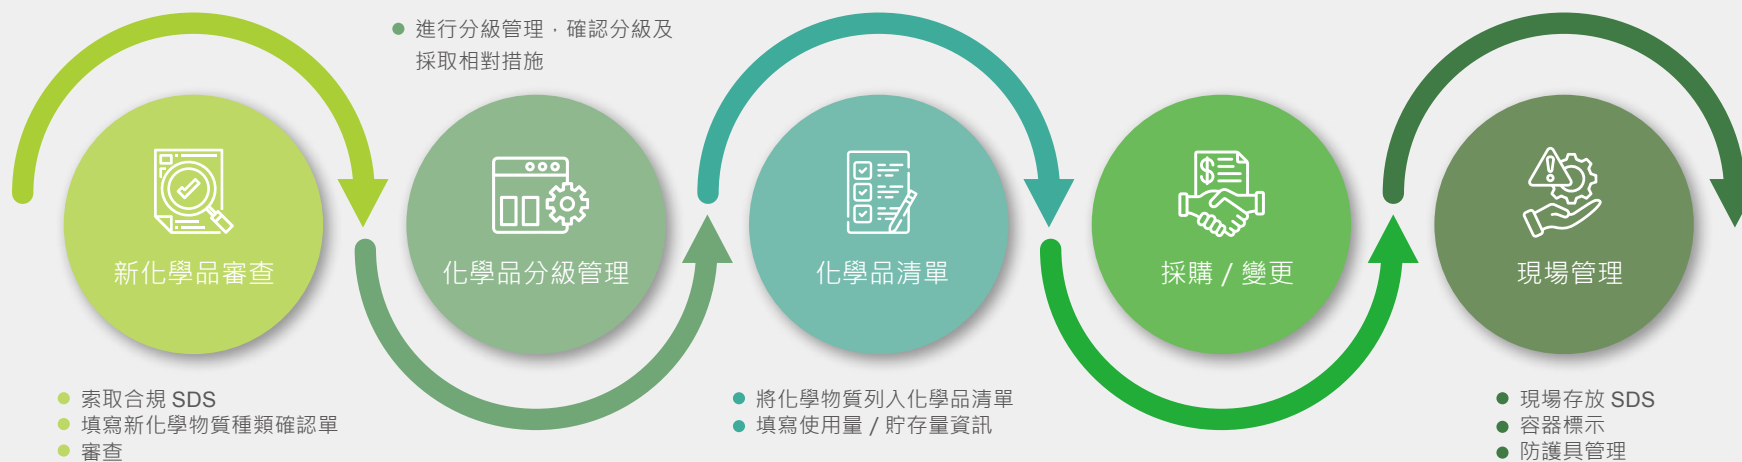 新化學品審查
● 索取合規 SDS
● 填寫新化學物質種類確認單
● 審查
● 進行分級管理，確認分級及
採取相對措施
化學品分級管理
化學品清單
● 將化學物質列入化學品清單
● 填寫使用量 / 貯存量資訊
採購 / 變更
現場管理
● 現場存放 SDS
● 容器標示
● 防護具管理